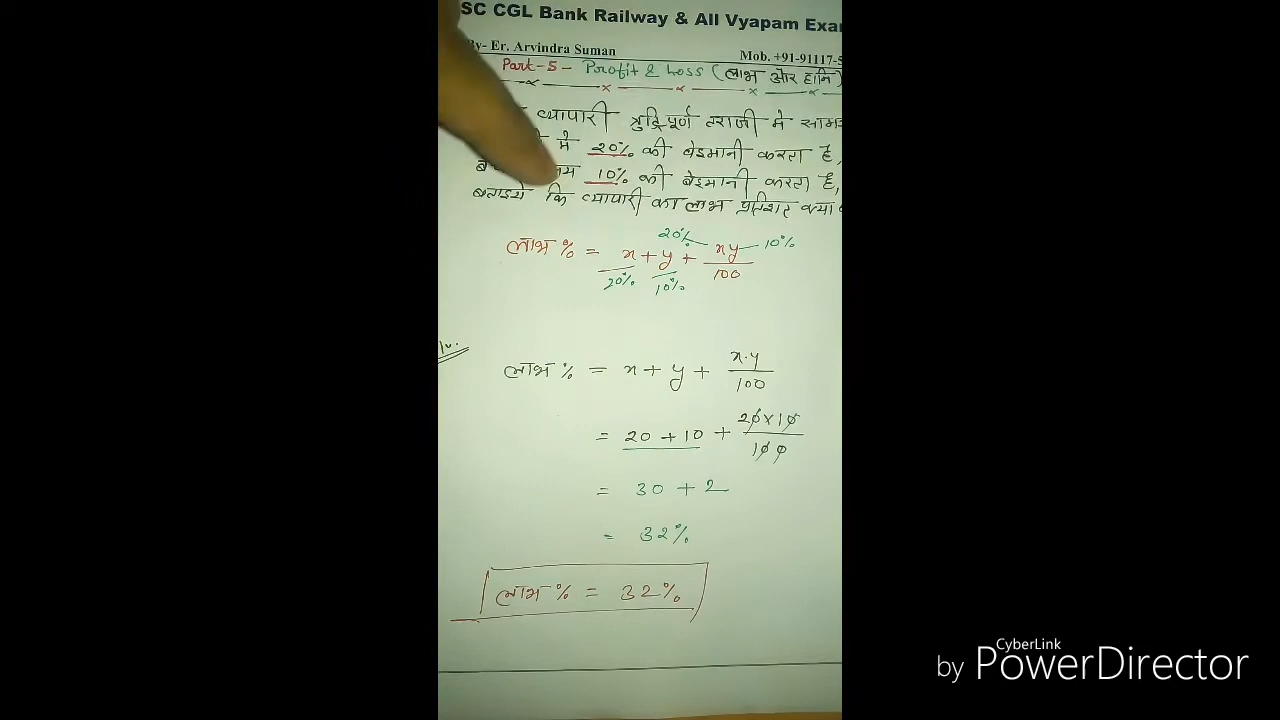 SC CGL Bank Railway & All Vyapam Exa
By- Er. Arvindra Suman Mob. +91-91117-5
Part-5 - Profit & Loss (लाभ और हानि)
व्यापारी त्रुटिपूर्ण तराजू में
में 20% की बेइमानी करता है,
10% की बेइमानी करता है,
बताइये कि व्यापारी का लाभ प्रतिशत क्या
20%
लाभ % = x + y + xy/100 10%
20% 10%
लाभ % = x + y + x.y/100
= 20 + 10 + 20x10/100
= 30 + 2
= 32%
लाभ % = 32%
CyberLink
by PowerDirector